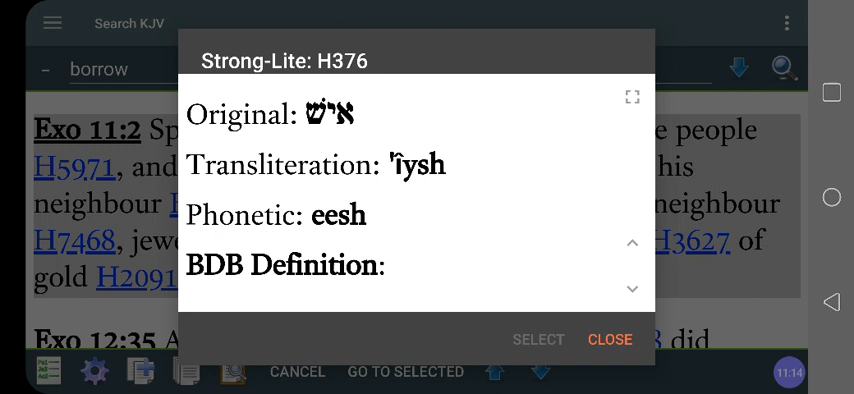 Search KJV
Strong-Lite: H376
– borrow
Original: אִישׁ
Transliteration: 'îysh
Phonetic: eesh
BDB Definition:
Exo 11:2 Sp e people
H5971, and his
neighbour neighbour
H7468, jewe H3627 of
gold H2091
Exo 12:35 A did
SELECT CLOSE
CANCEL GO TO SELECTED 11:14